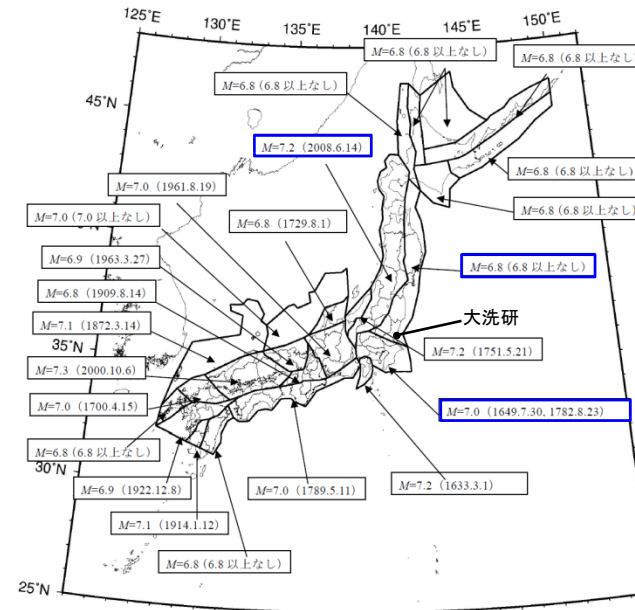 125°E
130°E
135°E
140°E
145°E
150°E
M=6.8 (6.8 以上なし)
M=6.8 (6.8 以上なし)
M=6.8 (6.8 以上なし)
45°N
M=7.2 (2008.6.14)
M=6.8 (6.8 以上なし)
M=7.0 (1961.8.19)
M=6.8 (6.8 以上なし)
M=7.0 (7.0 以上なし)
M=6.8 (1729.8.1)
M=6.9 (1963.3.27)
M=6.8 (6.8 以上なし)
M=6.8 (1909.8.14)
大洗研
M=7.1 (1872.3.14)
35°N
M=7.2 (1751.5.21)
M=7.3 (2000.10.6)
M=7.0 (1700.4.15)
M=7.0 (1649.7.30, 1782.8.23)
M=6.8 (6.8 以上なし)
30°N
M=6.9 (1922.12.8)
M=7.0 (1789.5.11)
M=7.2 (1633.3.1)
M=7.1 (1914.1.12)
M=6.8 (6.8 以上なし)
25°N